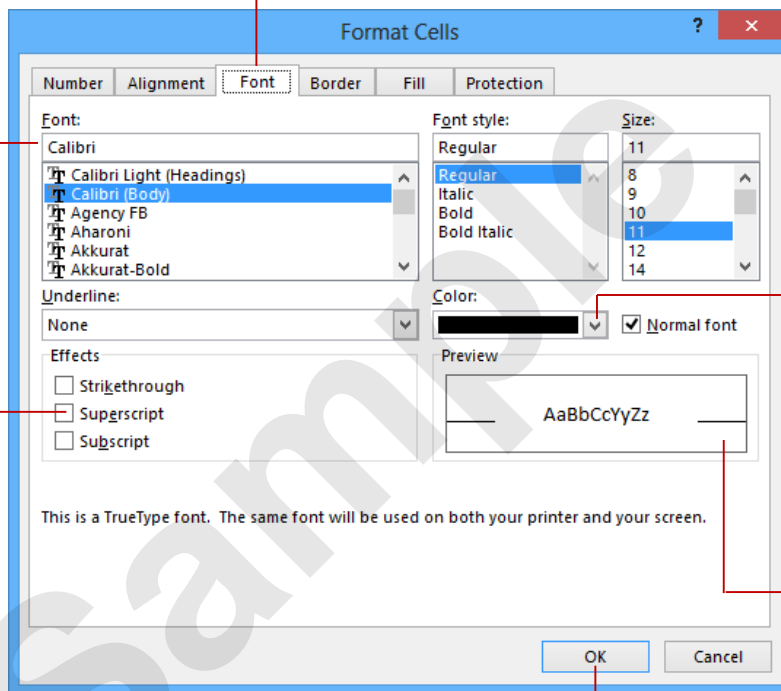 Format Cells
?
Number Alignment Font Border Fill Protection
Font: Font style: Size:
Calibri Regular 11
Calibri Light (Headings) Regular 8
Calibri (Body) Italic 9
Agency FB Bold 10
Aharoni Bold Italic 11
Akkurat 12
Akkurat-Bold 14
Underline: Color:
None Normal font
Effects Preview
Strikethrough
Superscript AaBbCcYyZz
Subscript
This is a TrueType font. The same font will be used on both your printer and your screen.
OK Cancel
Sample